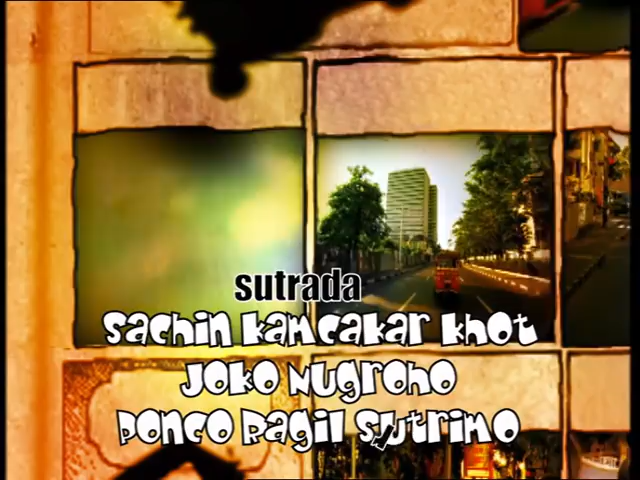 sutrada
Sachin Kamcakar Khot
Joko Nugroho
Ponco Ragil Sutrimo